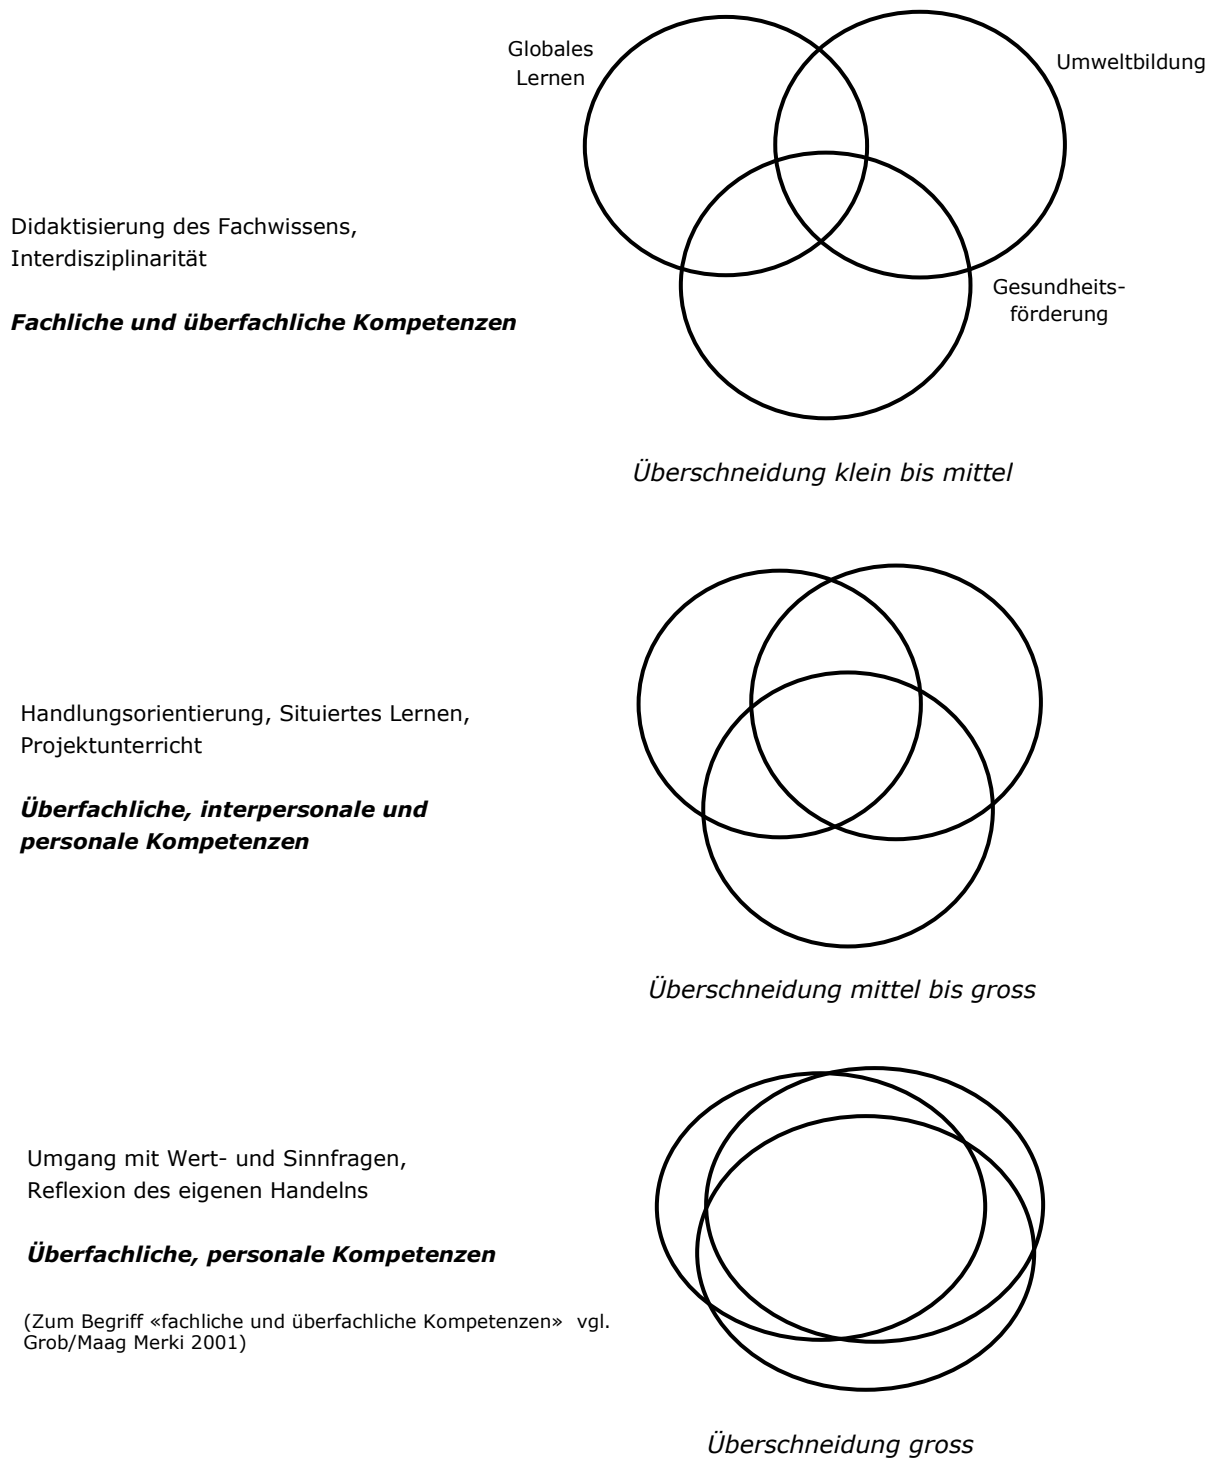 Globales
Lernen
Umweltbildung
Didaktisierung des Fachwissens,
Interdisziplinarität
Fachliche und überfachliche Kompetenzen
Gesundheits-
förderung
Überschneidung klein bis mittel
Handlungsorientierung, Situiertes Lernen,
Projektunterricht
Überfachliche, interpersonale und
personale Kompetenzen
Überschneidung mittel bis gross
Umgang mit Wert- und Sinnfragen,
Reflexion des eigenen Handelns
Überfachliche, personale Kompetenzen
(Zum Begriff «fachliche und überfachliche Kompetenzen» vgl.
Grob/Maag Merki 2001)
Überschneidung gross